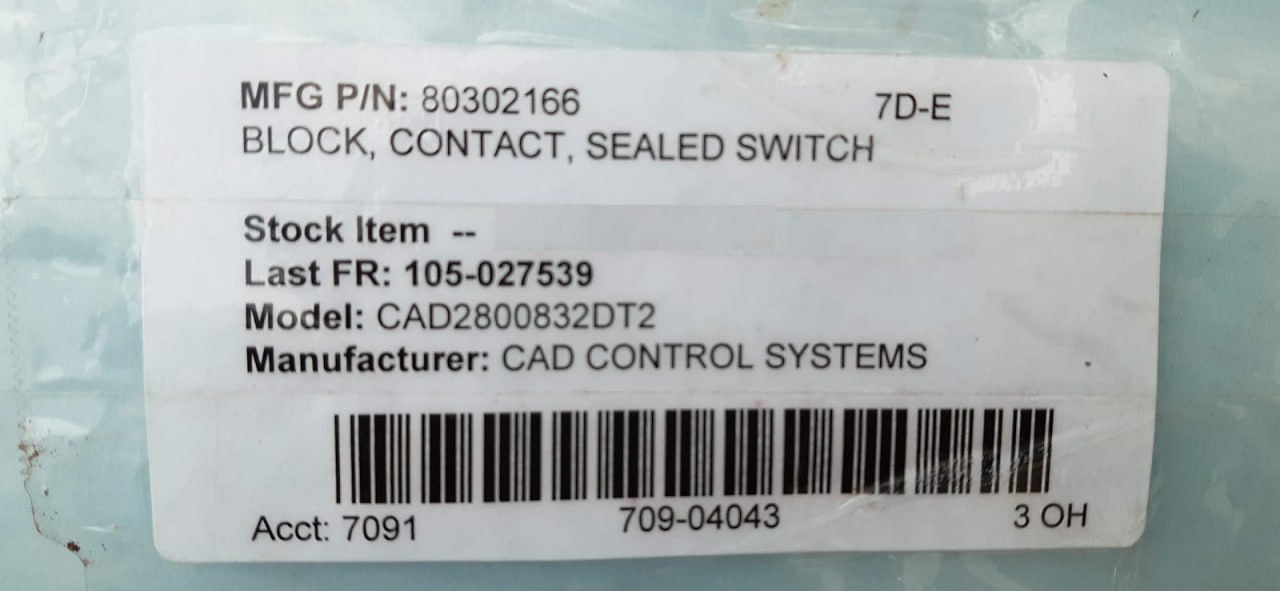 MFG P/N: 80302166 7D-E
BLOCK, CONTACT, SEALED SWITCH
Stock Item --
Last FR: 105-027539
Model: CAD2800832DT2
Manufacturer: CAD CONTROL SYSTEMS
Acct: 7091 709-04043 3 OH